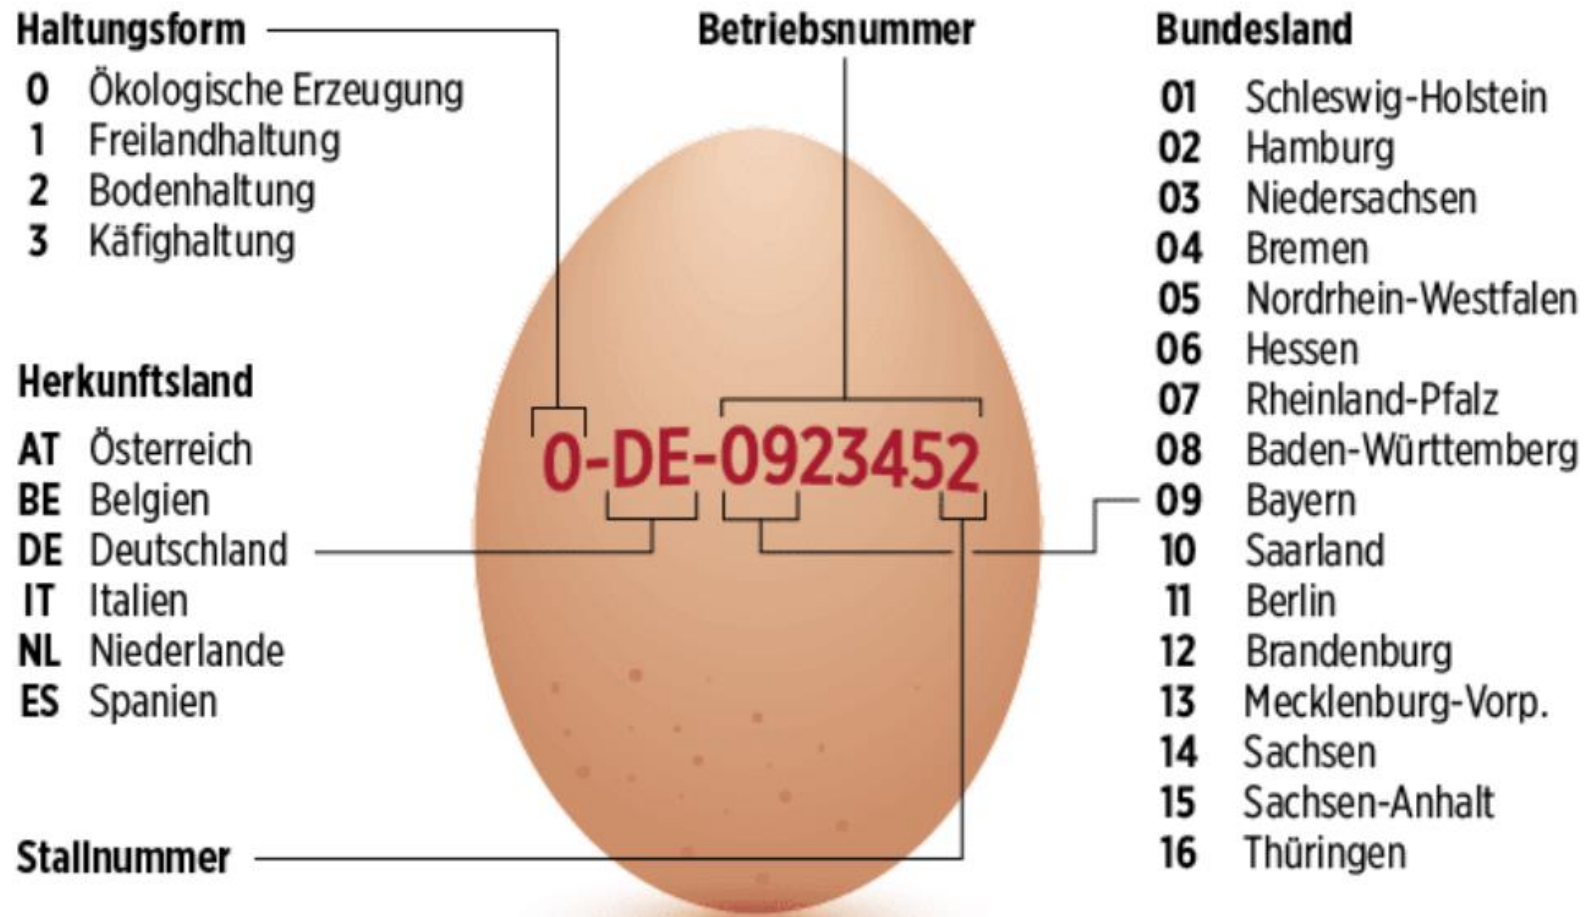 Haltungsform
0 Ökologische Erzeugung
1 Freilandhaltung
2 Bodenhaltung
3 Käfighaltung
Herkunftsland
AT Österreich
BE Belgien
DE Deutschland
IT Italien
NL Niederlande
ES Spanien
Stallnummer
Betriebsnummer
0-DE-0923452
Bundesland
01 Schleswig-Holstein
02 Hamburg
03 Niedersachsen
04 Bremen
05 Nordrhein-Westfalen
06 Hessen
07 Rheinland-Pfalz
08 Baden-Württemberg
09 Bayern
10 Saarland
11 Berlin
12 Brandenburg
13 Mecklenburg-Vorp.
14 Sachsen
15 Sachsen-Anhalt
16 Thüringen